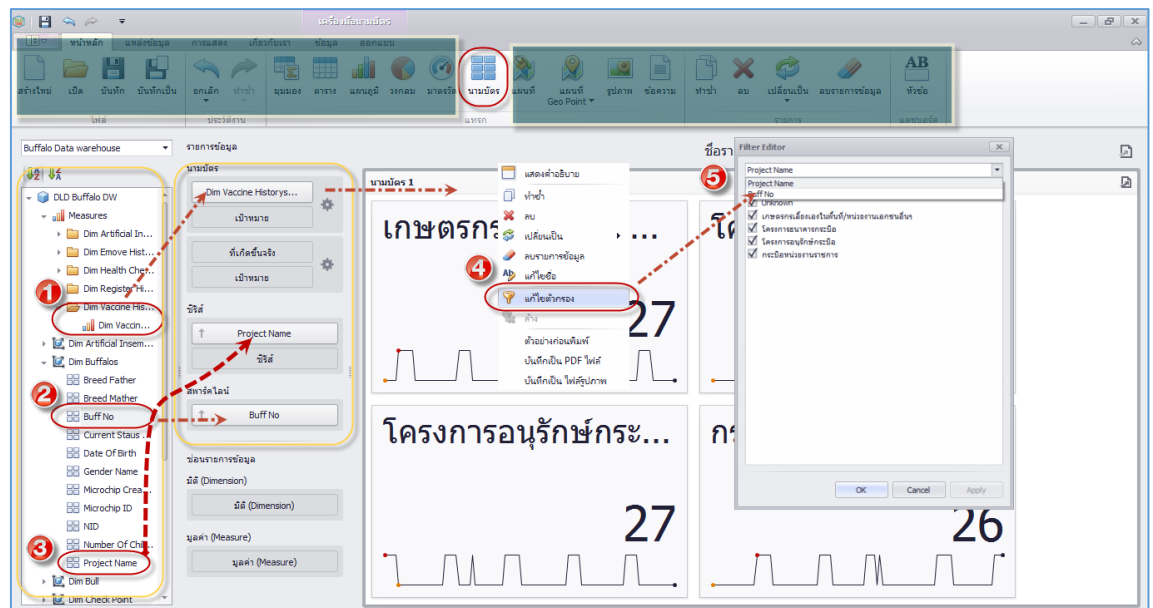 เครื่องมือนามบัตร
หน้าหลัก แหล่งข้อมูล การแสดง เกี่ยวกับเรา ข้อมูล ออกแบบ
สร้างใหม่ เปิด บันทึก บันทึกเป็น ยกเลิก ทำซ้ำ มุมมอง ตาราง แผนภูมิ วงกลม มาตรวัด นามบัตร แผนที่ แผนที่ Geo Point รูปภาพ ข้อความ ทำซ้ำ ลบ เปลี่ยนเป็น ลบรายการข้อมูล AB หัวข้อ
ไฟล์ ประวัติงาน แทรก รายการ แดชบอร์ด
Buffalo Data warehouse
DLD Buffalo DW
Measures
Dim Artificial In...
Dim Emove Hist...
Dim Health Chec...
Dim Register Hi...
1
Dim Vaccine His...
Dim Vaccin...
Dim Artificial Insem...
Dim Buffalos
Breed Father
2
Breed Mather
Buff No
Current Staus
Date Of Birth
Gender Name
Microchip Crea...
Microchip ID
NID
3
Number Of Chil...
Project Name
Dim Bull
Dim Check Point
รายการข้อมูล
นามบัตร
Dim Vaccine Historys...
เป้าหมาย
ที่เกิดขึ้นจริง
เป้าหมาย
ซีรีส์
Project Name
ซีรีส์
สพาร์คไลน์
Buff No
ซ่อนรายการข้อมูล
มิติ (Dimension)
มิติ (Dimension)
มูลค่า (Measure)
มูลค่า (Measure)
ชื่อรา
นามบัตร 1
เกษตรกร
...
27
โครงการอนุรักษ์กระ...
27
26
แสดงคำอธิบาย
ทำซ้ำ
ลบ
เปลี่ยนเป็น
ลบรายการข้อมูล
4
แก้ไขชื่อ
แก้ไขตัวกรอง
ล้าง
ตัวอย่างก่อนพิมพ์
บันทึกเป็น PDF ไฟล์
บันทึกเป็น ไฟล์รูปภาพ
5
Filter Editor
Project Name
Project Name
Buff No
Unknown
เกษตรกรเลี้ยงเองในพื้นที่/หน่วยงานเอกชนอื่นๆ
โครงการธนาคารกระบือ
โครงการอนุรักษ์กระบือ
กระบือหน่วยงานราชการ
OK Cancel Apply